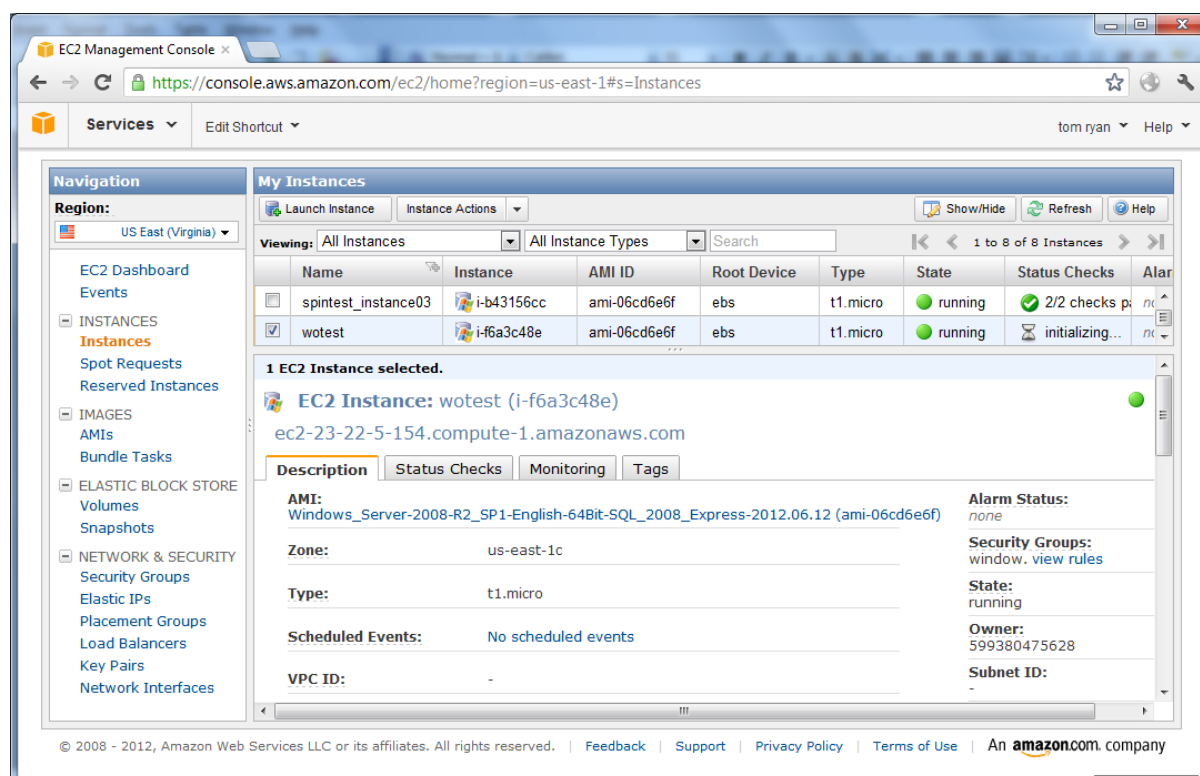 EC2 Management Console
https://console.aws.amazon.com/ec2/home?region=us-east-1#s=Instances
Services Edit Shortcut tom ryan Help
Navigation
Region:
US East (Virginia)
EC2 Dashboard
Events
INSTANCES
Instances
Spot Requests
Reserved Instances
IMAGES
AMIs
Bundle Tasks
ELASTIC BLOCK STORE
Volumes
Snapshots
NETWORK & SECURITY
Security Groups
Elastic IPs
Placement Groups
Load Balancers
Key Pairs
Network Interfaces
My Instances
Launch Instance Instance Actions Show/Hide Refresh Help
Viewing: All Instances All Instance Types Search 1 to 8 of 8 Instances
Name Instance AMI ID Root Device Type State Status Checks Alar
spintest_instance03 i-b43156cc ami-06cd6e6f ebs t1.micro running 2/2 checks pa
wotest i-f6a3c48e ami-06cd6e6f ebs t1.micro running initializing...
1 EC2 Instance selected.
EC2 Instance: wotest (i-f6a3c48e)
ec2-23-22-5-154.compute-1.amazonaws.com
Description Status Checks Monitoring Tags
AMI:
Windows_Server-2008-R2_SP1-English-64Bit-SQL_2008_Express-2012.06.12 (ami-06cd6e6f)
Zone: us-east-1c
Type: t1.micro
Scheduled Events: No scheduled events
VPC ID: -
Alarm Status:
none
Security Groups:
window. view rules
State:
running
Owner:
599380475628
Subnet ID:
-
© 2008 - 2012, Amazon Web Services LLC or its affiliates. All rights reserved. | Feedback | Support | Privacy Policy | Terms of Use | An amazon.com. company